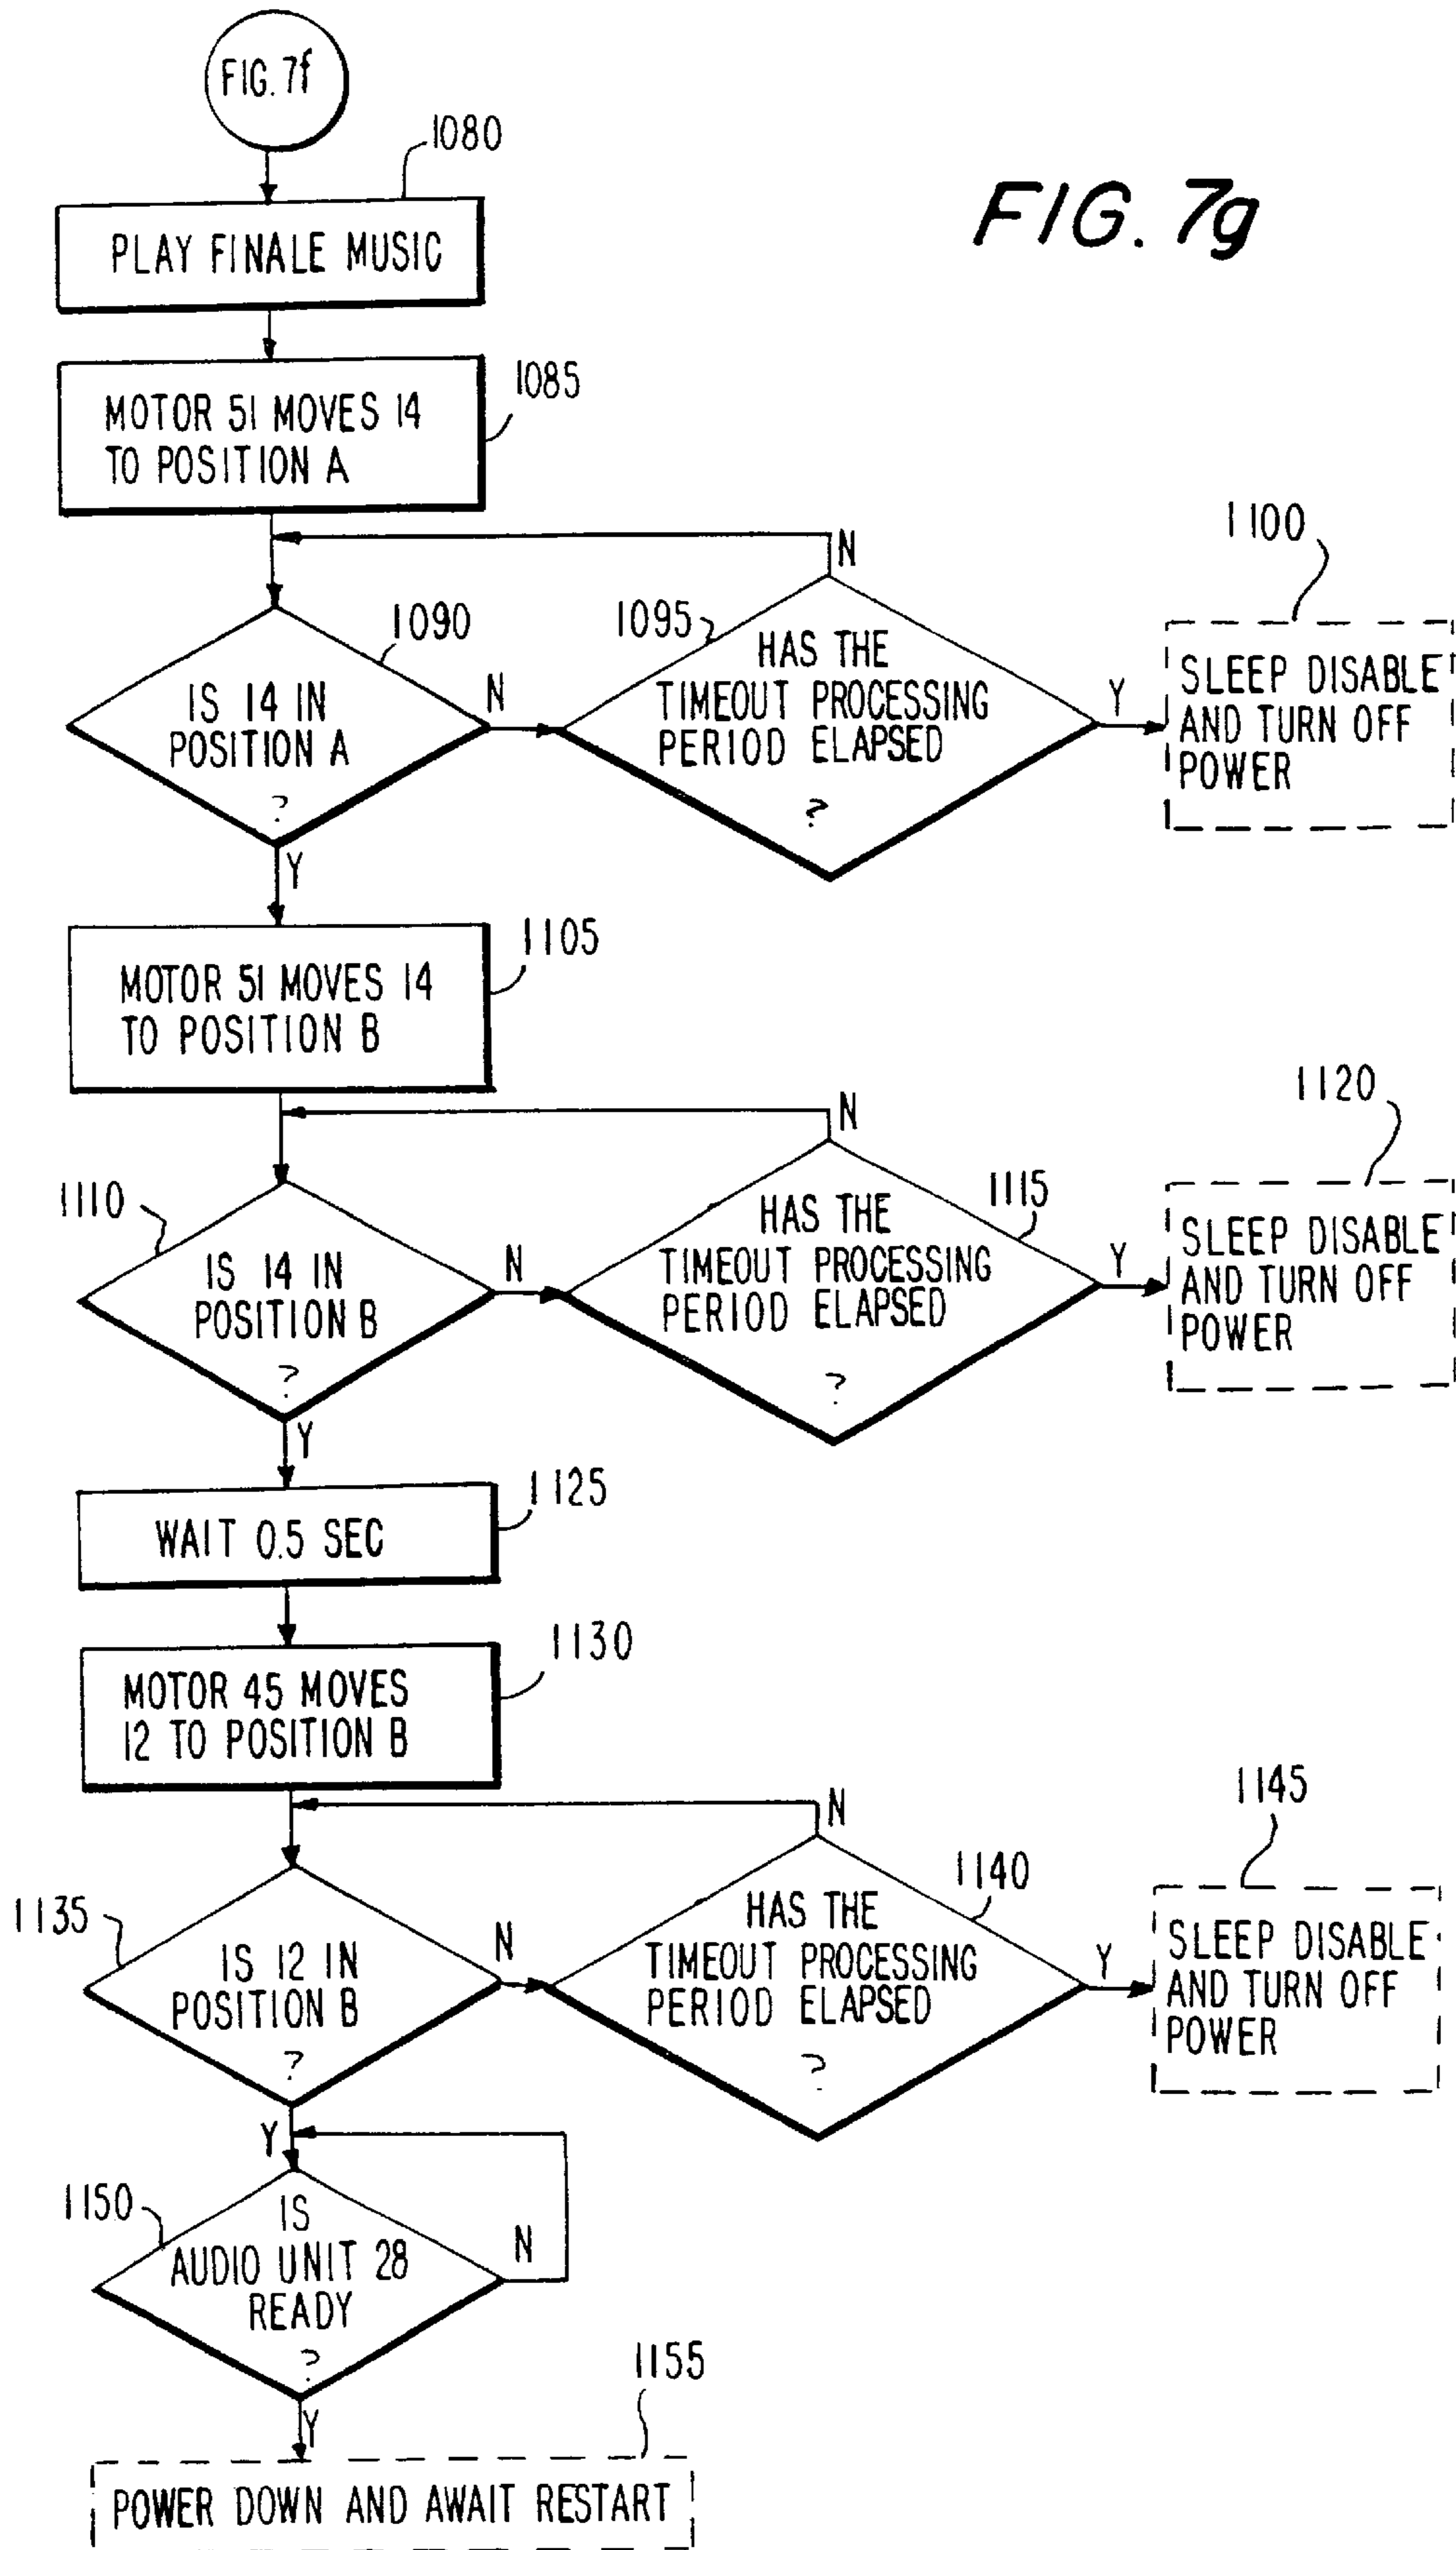 FIG. 7f
1080
FIG. 7g
PLAY FINALE MUSIC
1085
MOTOR 51 MOVES 14
TO POSITION A
N
1100
1090
1095
HAS THE
TIMEOUT PROCESSING
PERIOD ELAPSED
?
IS 14 IN
POSITION A
?
N
Y
SLEEP DISABLE
AND TURN OFF
POWER
Y
1105
MOTOR 51 MOVES 14
TO POSITION B
N
1120
1110
1115
IS 14 IN
POSITION B
?
N
HAS THE
TIMEOUT PROCESSING
PERIOD ELAPSED
?
Y
SLEEP DISABLE
AND TURN OFF
POWER
Y
1125
WAIT 0.5 SEC
1130
MOTOR 45 MOVES
12 TO POSITION B
N
1145
1135
1140
IS 12 IN
POSITION B
?
N
HAS THE
TIMEOUT PROCESSING
PERIOD ELAPSED
?
Y
SLEEP DISABLE
AND TURN OFF
POWER
Y
1150
IS
AUDIO UNIT 28
READY
?
N
1155
Y
POWER DOWN AND AWAIT RESTART